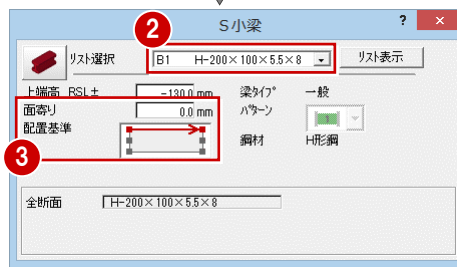 S小梁
? ×
2
リスト選択 B1 H-200×100×5.5×8 リスト表示
上端高 RSL± -130.0 mm 梁タイプ 一般
面寄り 0.0 mm パターン
配置基準
鋼材 H形鋼
3
全断面 H-200×100×5.5×8